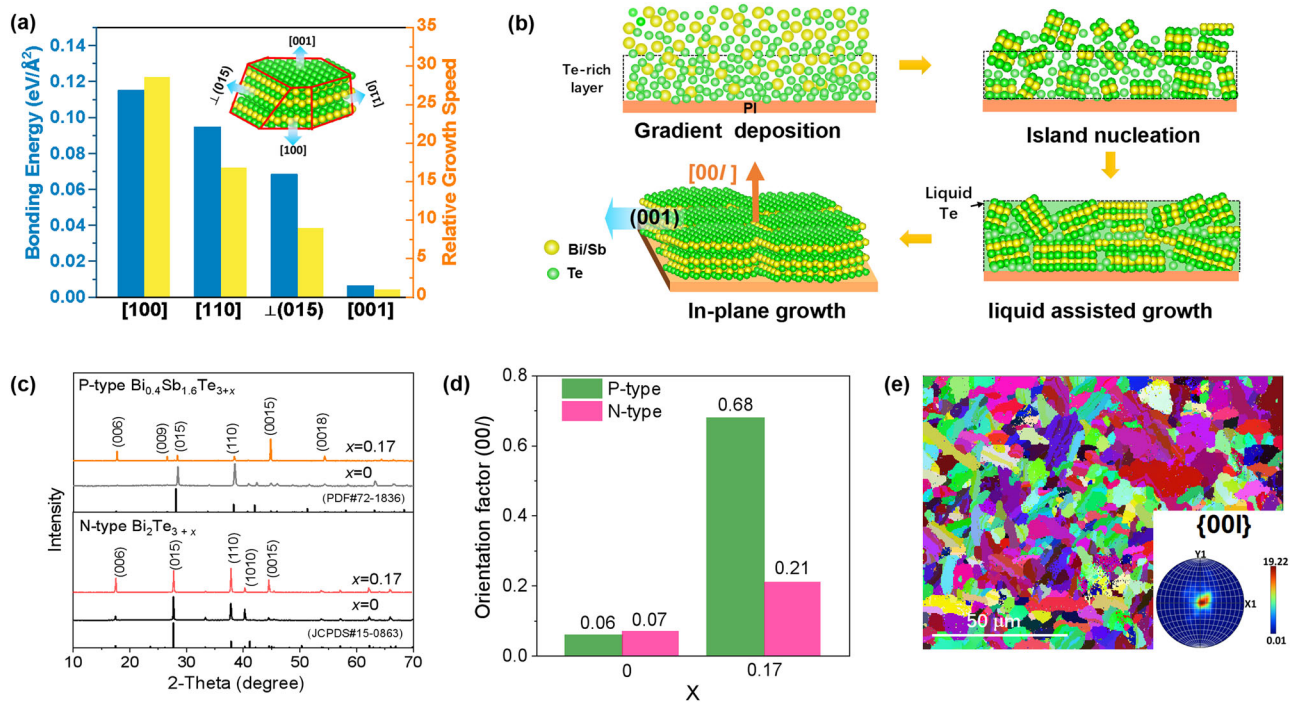 (a)
Bonding Energy (eV/Å²)
0.14
0.12
0.10
0.08
0.06
0.04
0.02
0.00
[001]
⊥(015)
[110]
[100]
35
30
25
20
15
10
5
0
Relative Growth Speed
[100] [110] ⊥(015) [001]
(b)
Te-rich
layer
PI
Gradient deposition
Island nucleation
[00l]
(001)
Bi/Sb
Te
In-plane growth
Liquid
Te
liquid assisted growth
(c)
Intensity
P-type Bi0.4Sb1.6Te3+x
(006)
(009)
(015)
(110)
(0015)
(0018)
x=0.17
x=0
(PDF#72-1836)
N-type Bi2Te3+x
(006)
(015)
(110)
(1010)
(0015)
x=0.17
x=0
(JCPDS#15-0863)
10 20 30 40 50 60 70
2-Theta (degree)
(d)
Orientation factor (00l)
0.8
0.6
0.4
0.2
0.0
P-type
N-type
0.06
0.07
0.68
0.21
0 0.17
X
(e)
50 μm
{00l}
Y1
X1
19.22
0.01